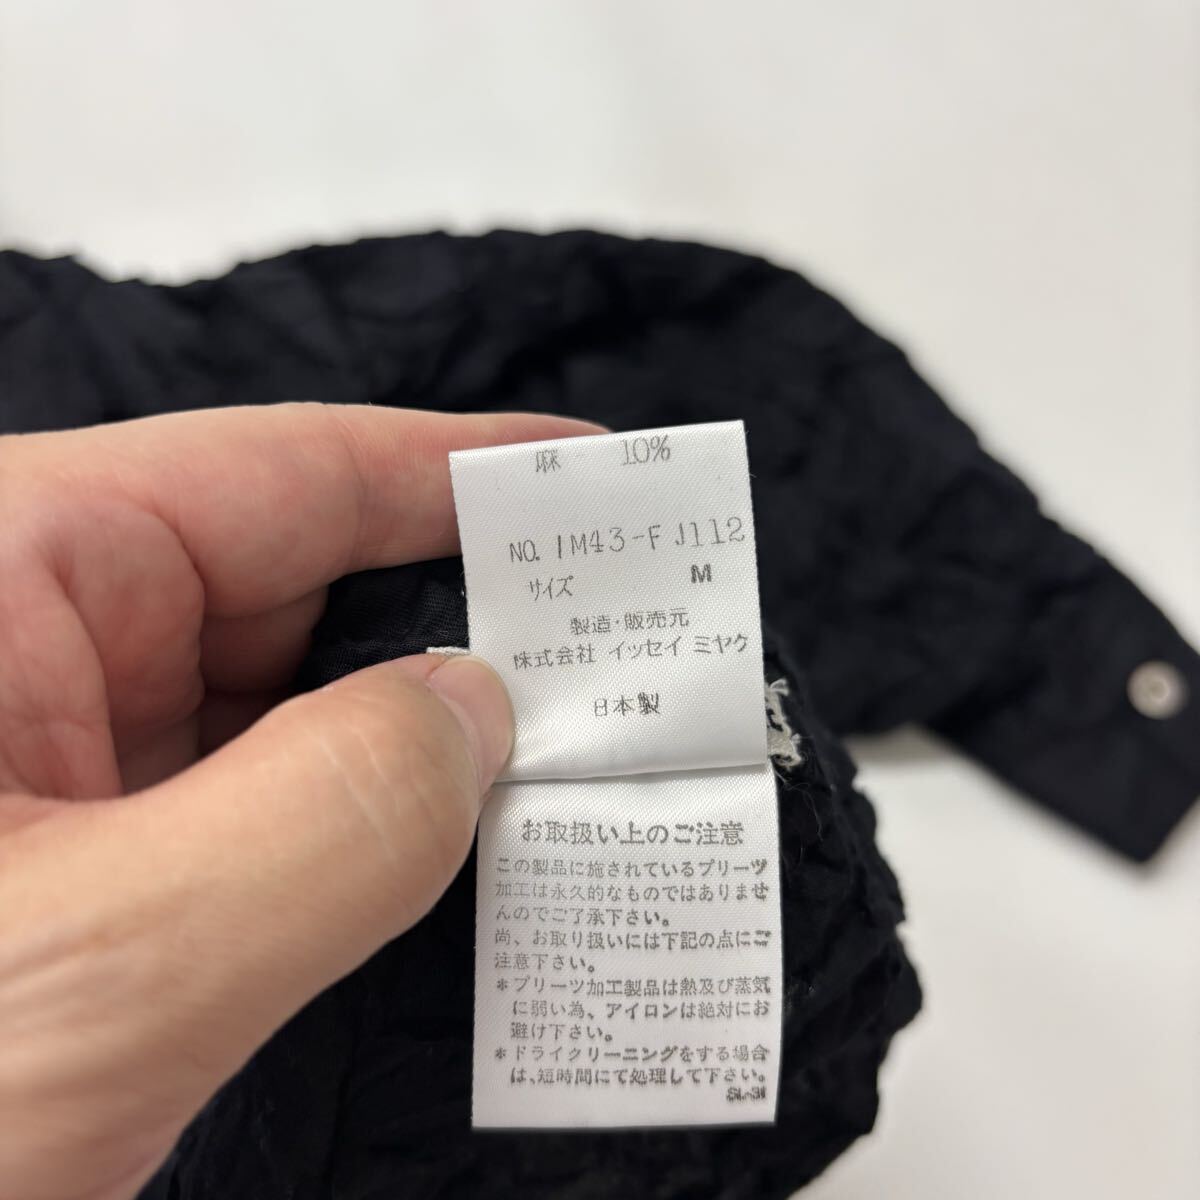 麻 - 10%
NO. IM43-FJ112
サイズ M
製造・販売元
株式会社 イッセイ ミヤケ
日本製
お取扱い上のご注意
この製品に施されているプリーツ
加工は永久的なものではありませ
んのでご了承下さい。
尚、お取り扱いには下記の点にご
注意下さい。
*プリーツ加工製品は熱及び蒸気
に弱い為、アイロンは絶対にお
避け下さい。
*ドライクリーニングをする場合
は、短時間にて処理して下さい。
SL-31